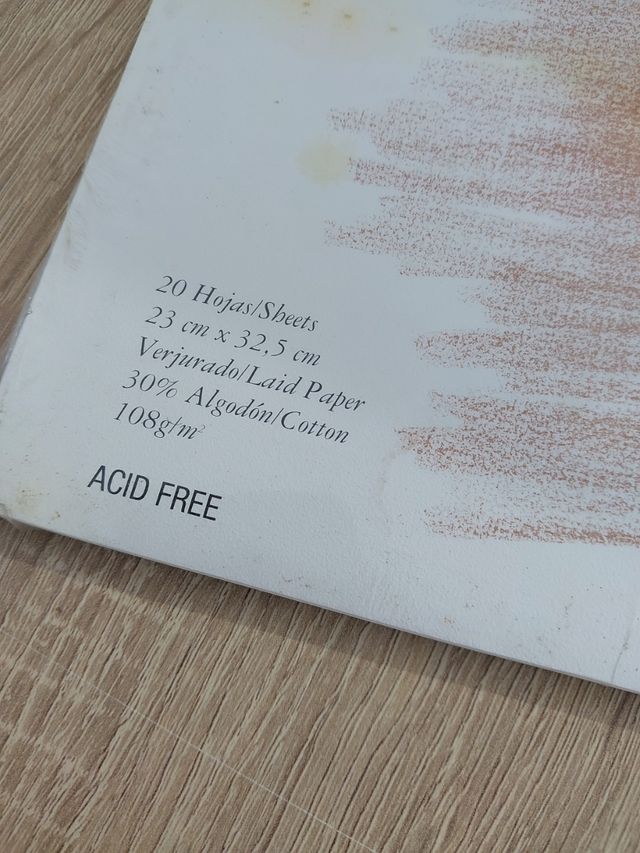 20 Hojas/Sheets
23 cm x 32,5 cm
Verjurado/Laid Paper
30% Algodón/Cotton
108g/m²
ACID FREE